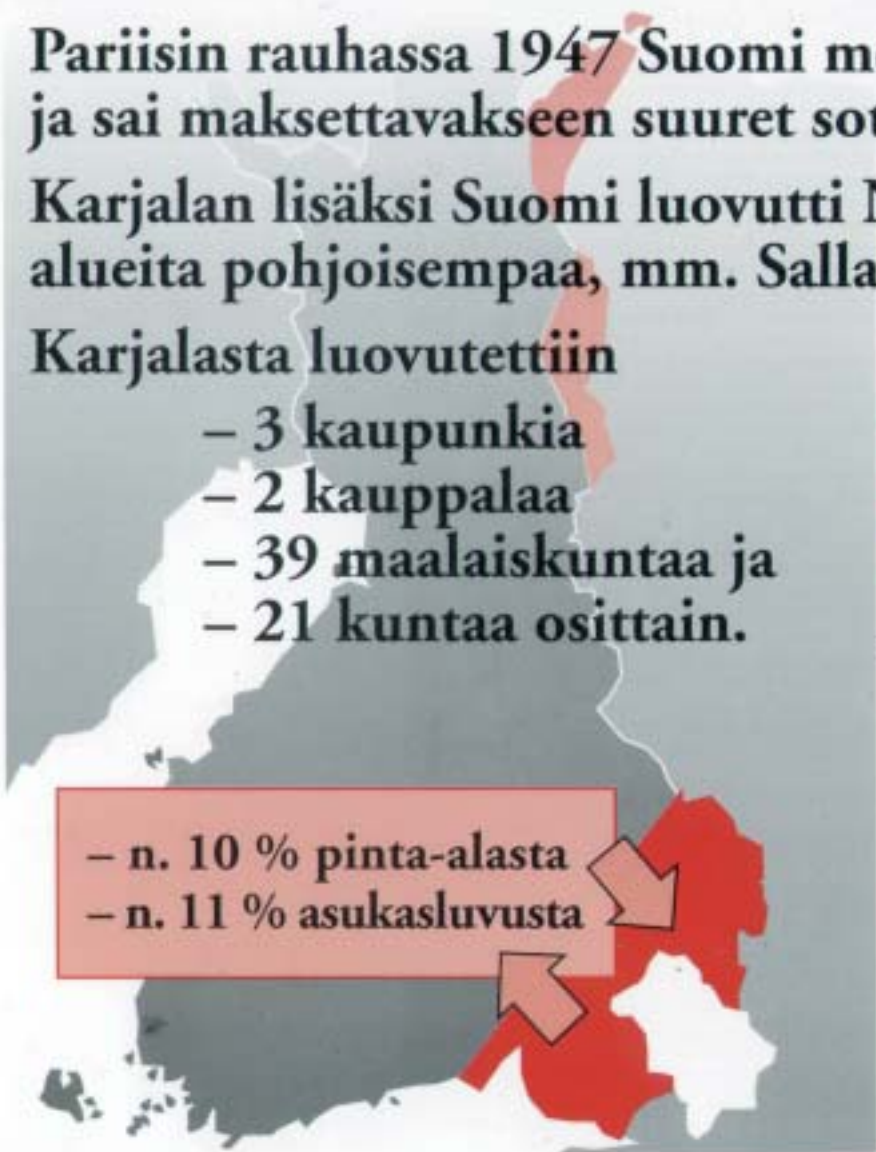 Pariisin rauhassa 1947 Suomi m
ja sai maksettavakseen suuret sot
Karjalan lisäksi Suomi luovutti
alueita pohjoisempaa, mm. Salla
Karjalasta luovutettiin
– 3 kaupunkia
– 2 kauppalaa
– 39 maalaiskuntaa ja
– 21 kuntaa osittain.
– n. 10 % pinta-alasta
– n. 11 % asukasluvusta